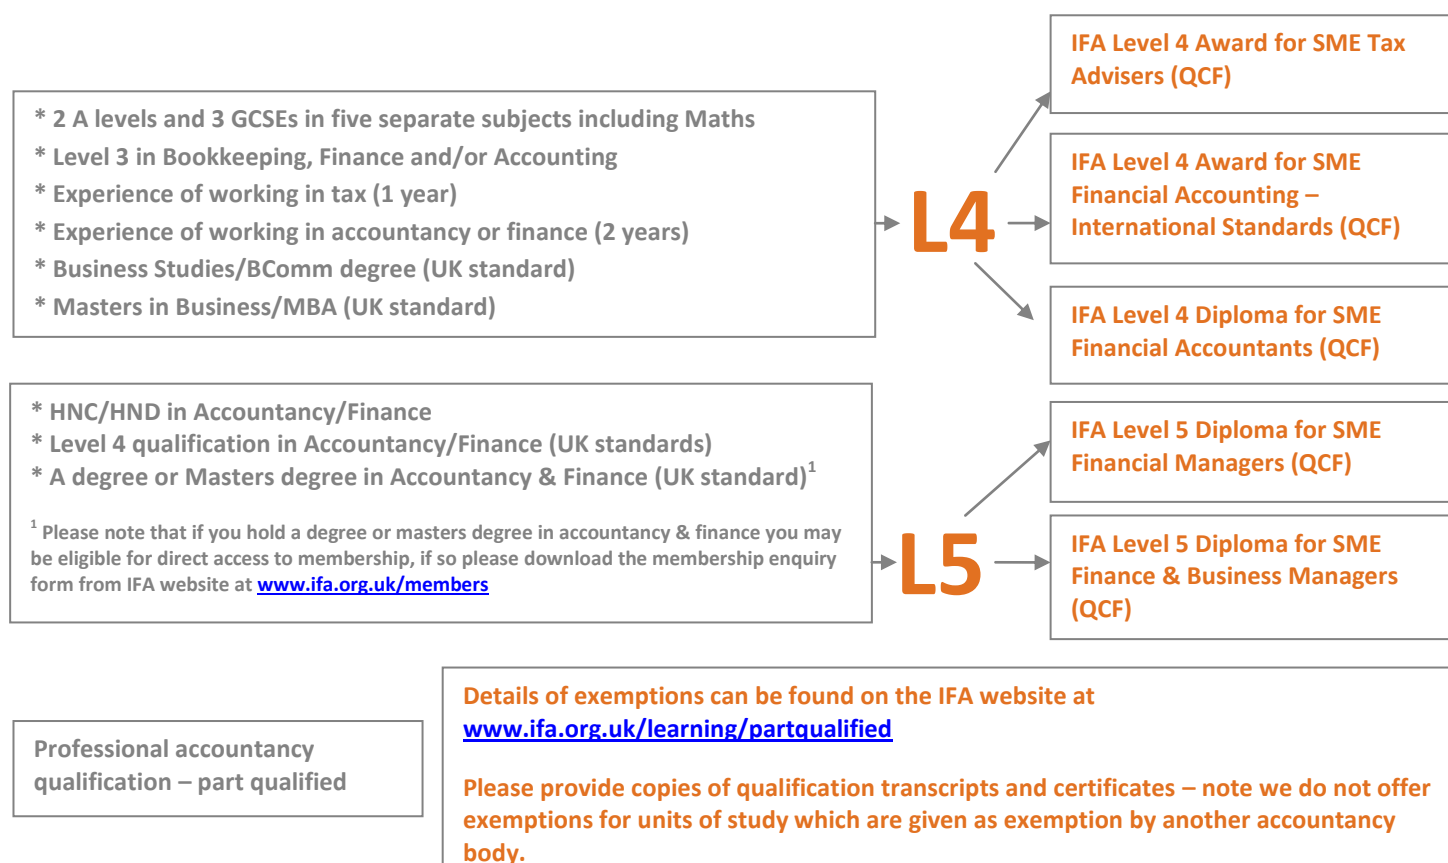 * 2 A levels and 3 GCSEs in five separate subjects including Maths
* Level 3 in Bookkeeping, Finance and/or Accounting
* Experience of working in tax (1 year)
* Experience of working in accountancy or finance (2 years)
* Business Studies/BComm degree (UK standard)
* Masters in Business/MBA (UK standard)
L4
IFA Level 4 Award for SME Tax
Advisers (QCF)
IFA Level 4 Award for SME
Financial Accounting –
International Standards (QCF)
IFA Level 4 Diploma for SME
Financial Accountants (QCF)
* HNC/HND in Accountancy/Finance
* Level 4 qualification in Accountancy/Finance (UK standards)
* A degree or Masters degree in Accountancy & Finance (UK standard)1
1 Please note that if you hold a degree or masters degree in accountancy & finance you may
be eligible for direct access to membership, if so please download the membership enquiry
form from IFA website at www.ifa.org.uk/members
L5
IFA Level 5 Diploma for SME
Financial Managers (QCF)
IFA Level 5 Diploma for SME
Finance & Business Managers
(QCF)
Professional accountancy
qualification – part qualified
Details of exemptions can be found on the IFA website at
www.ifa.org.uk/learning/partqualified
Please provide copies of qualification transcripts and certificates – note we do not offer
exemptions for units of study which are given as exemption by another accountancy
body.